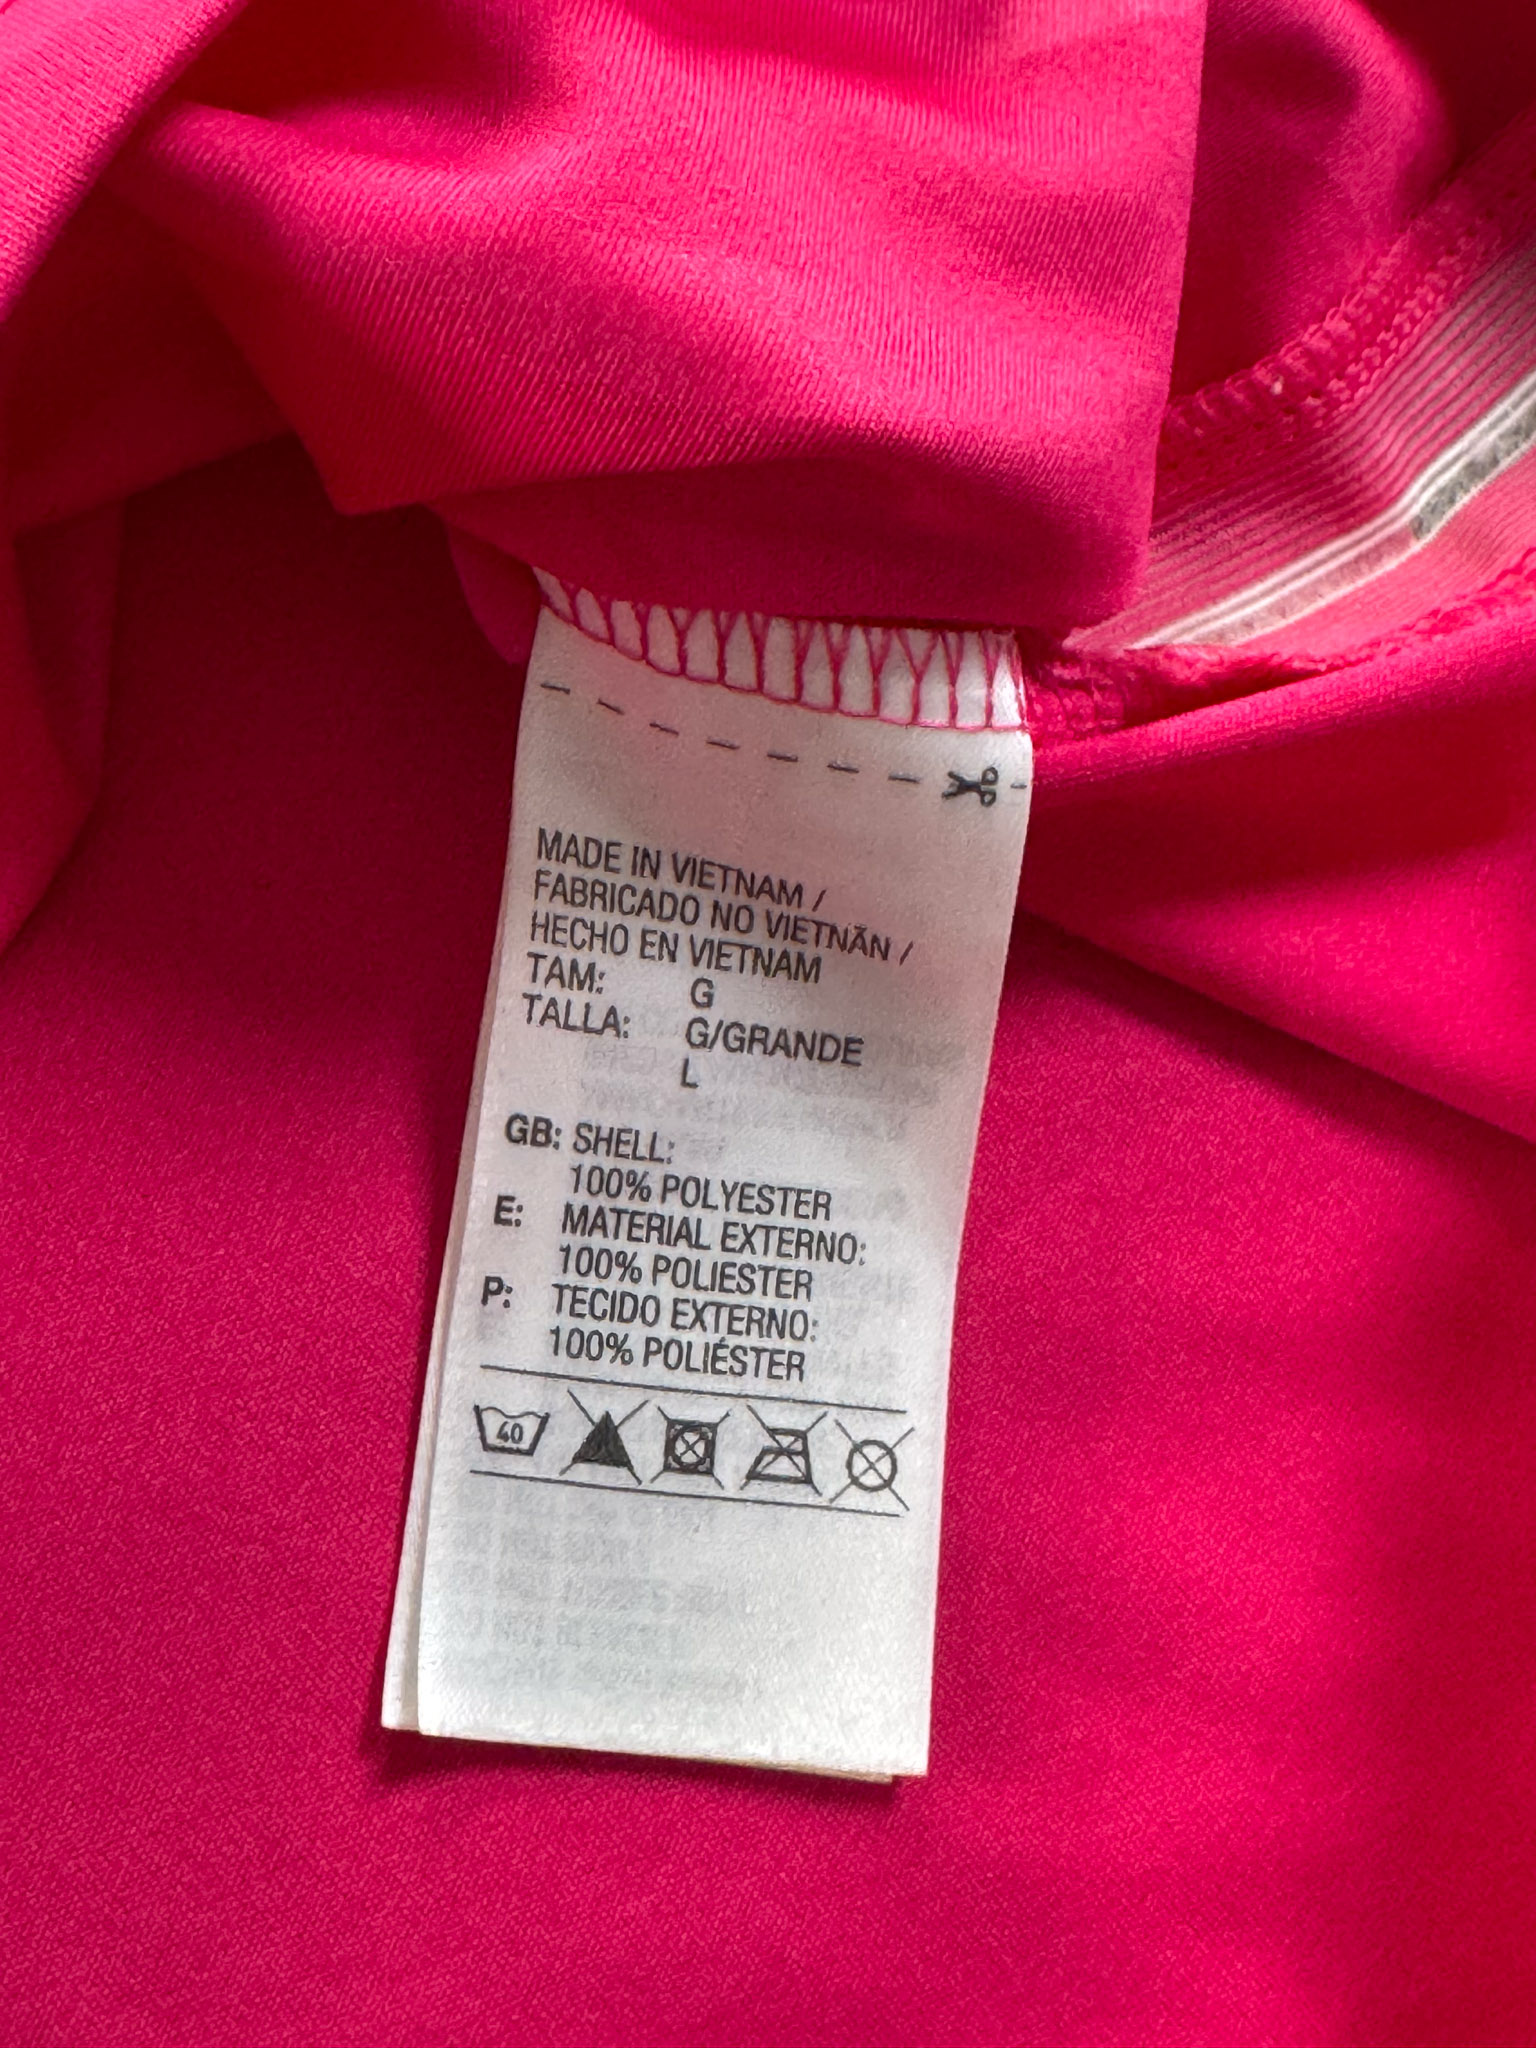 MADE IN VIETNAM /
FABRICADO NO VIETNÃN /
HECHO EN VIETNAM
TAM: G
TALLA: G/GRANDE
L
GB: SHELL:
100% POLYESTER
E: MATERIAL EXTERNO:
100% POLIESTER
P: TECIDO EXTERNO:
100% POLIÉSTER
40